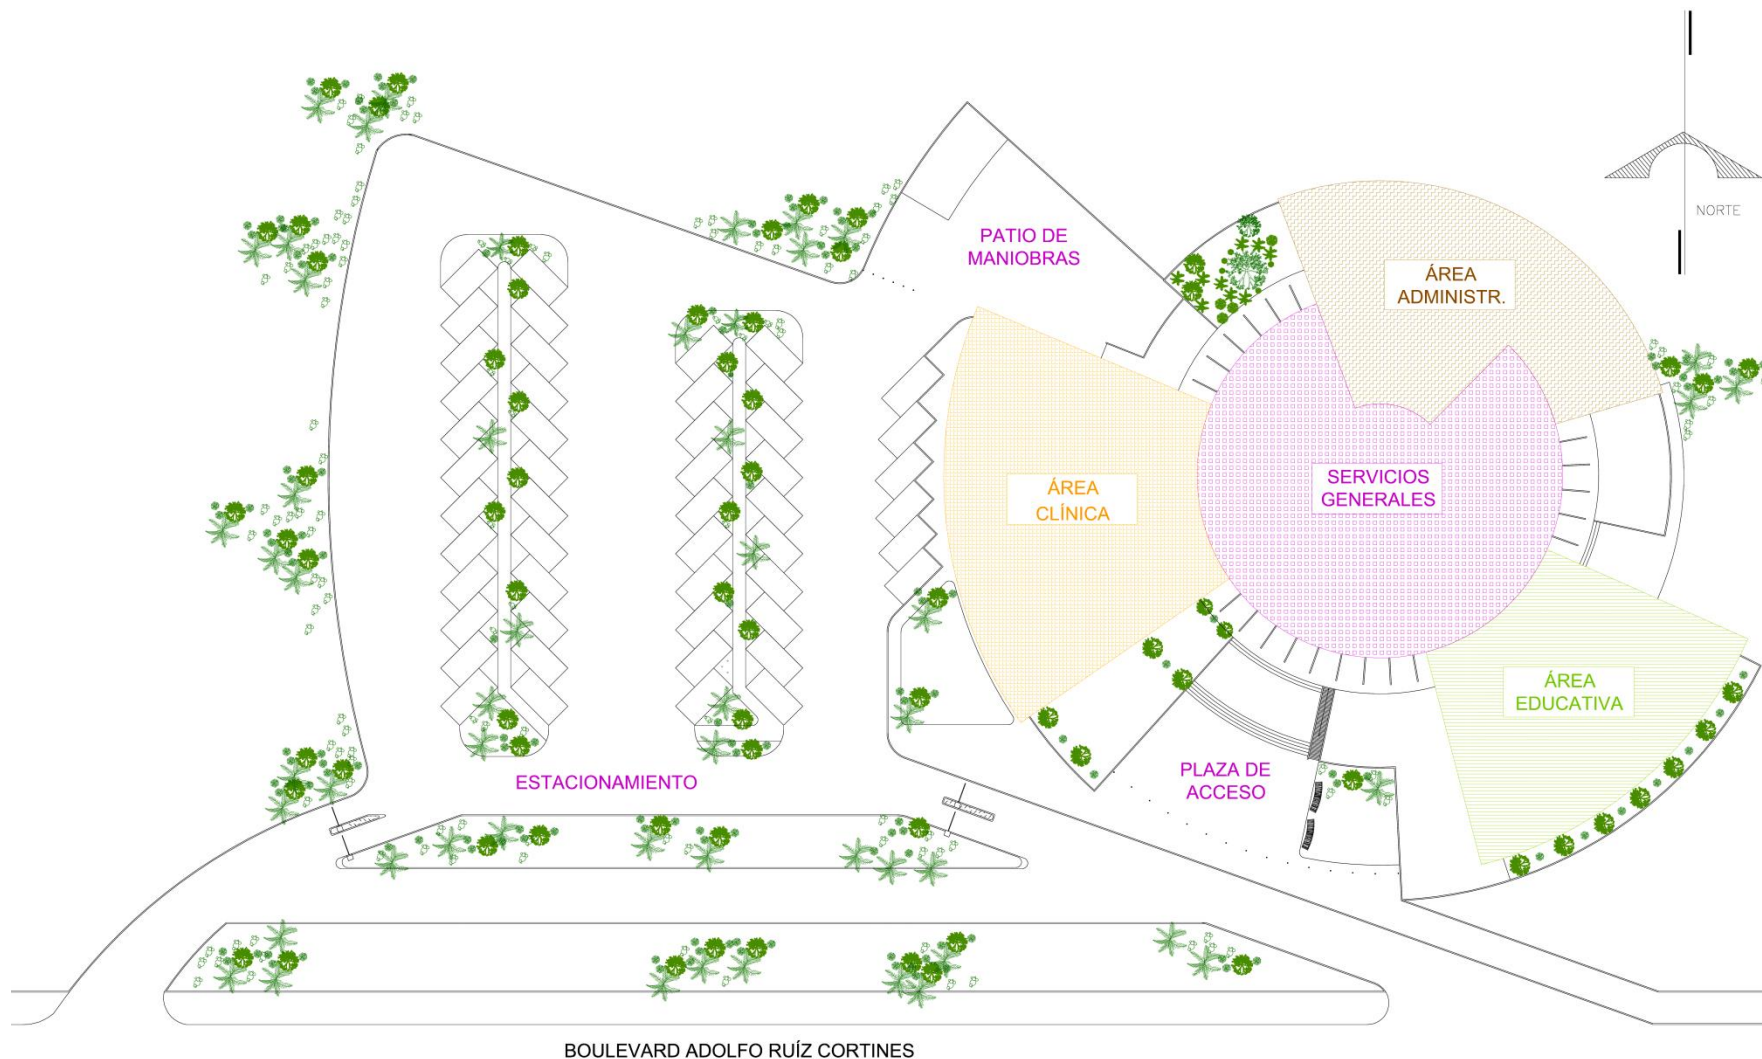 NORTE
PATIO DE
MANIOBRAS
ÁREA
ADMINISTR.
ÁREA
CLÍNICA
SERVICIOS
GENERALES
ÁREA
EDUCATIVA
ESTACIONAMIENTO
PLAZA DE
ACCESO
BOULEVARD ADOLFO RUÍZ CORTINES